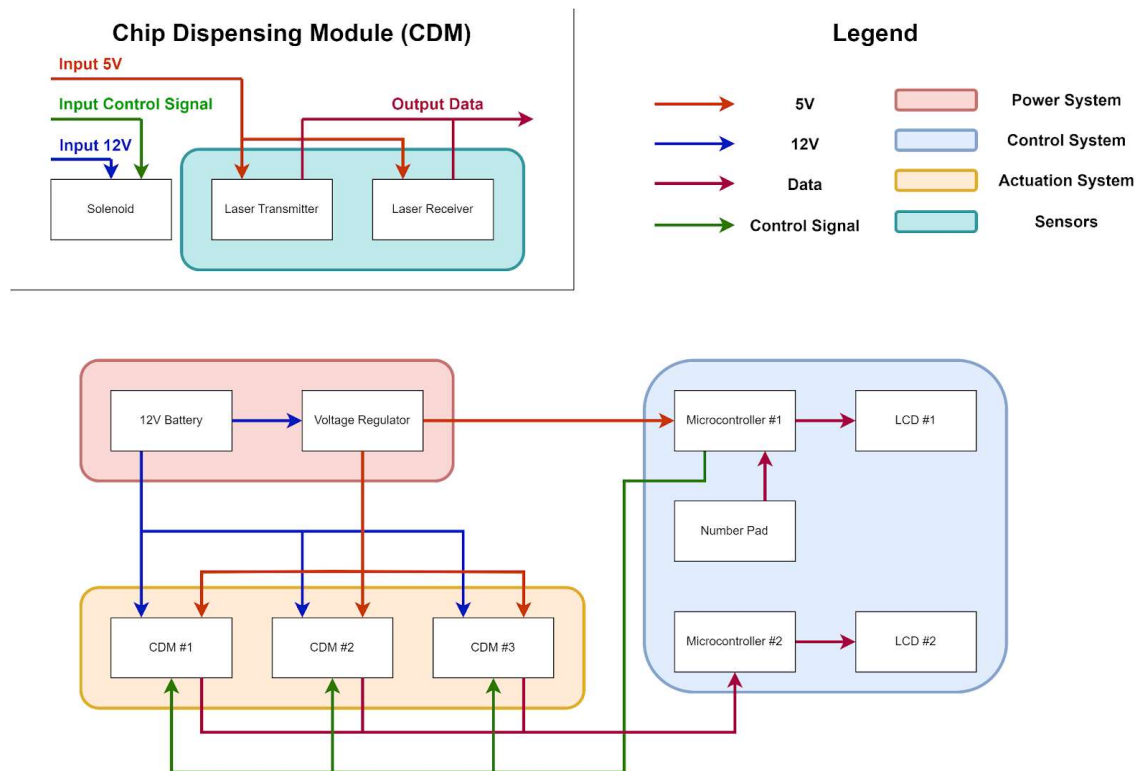 Chip Dispensing Module (CDM)
Input 5V
Input Control Signal
Output Data
Input 12V
Solenoid
Laser Transmitter
Laser Receiver
Legend
5V
Power System
12V
Control System
Data
Actuation System
Control Signal
Sensors
12V Battery
Voltage Regulator
Microcontroller #1
LCD #1
Number Pad
CDM #1
CDM #2
CDM #3
Microcontroller #2
LCD #2